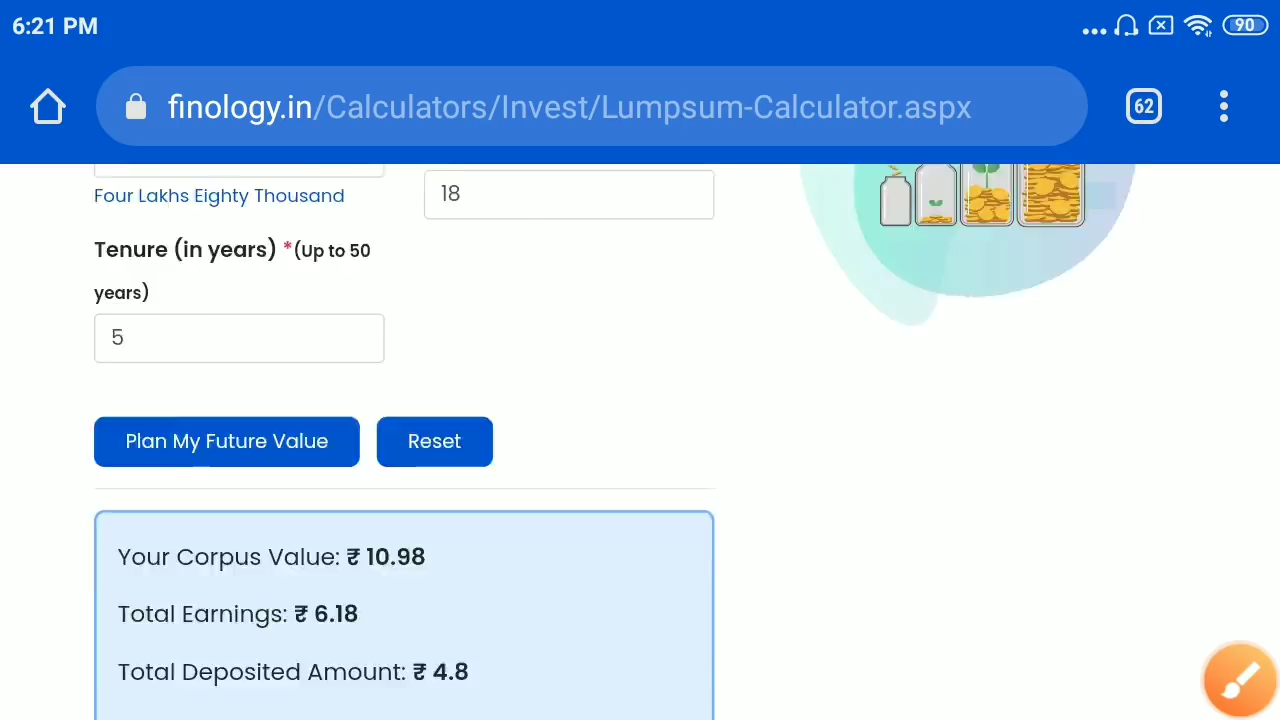 6:21 PM
90
finology.in/Calculators/Invest/Lumpsum-Calculator.aspx
62
Four Lakhs Eighty Thousand
18
Tenure (in years) *(Up to 50
years)
5
Plan My Future Value
Reset
Your Corpus Value: ₹ 10.98
Total Earnings: ₹ 6.18
Total Deposited Amount: ₹ 4.8